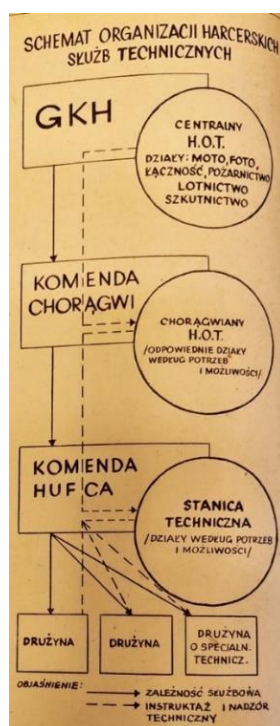 SCHEMAT ORGANIZACJI HARCERSKICH
SŁUŻB TECHNICZNYCH
GKH
CENTRALNY
H.O.T.
DZIAŁY: MOTO, FOTO,
ŁĄCZNOŚĆ, POŻARNICTWO
LOTNICTWO
SZKUTNICTWO
KOMENDA
CHORĄGWI
CHORĄGWIANY
H.O.T.
/ODPOWIEDNIE DZIAŁY
WEDŁUG POTRZEB
I MOŻLIWOŚCI/
KOMENDA
HUFCA
STANICA
TECHNICZNA
/DZIAŁY WEDŁUG POTRZEB
I MOŻLIWOŚCI/
DRUŻYNA
DRUŻYNA
DRUŻYNA
O SPECJALN.
TECHNICZ.
OBJAŚNIENIE:
ZALEŻNOŚĆ SŁUŻBOWA
INSTRUKTAŻ I NADZÓR
TECHNICZNY